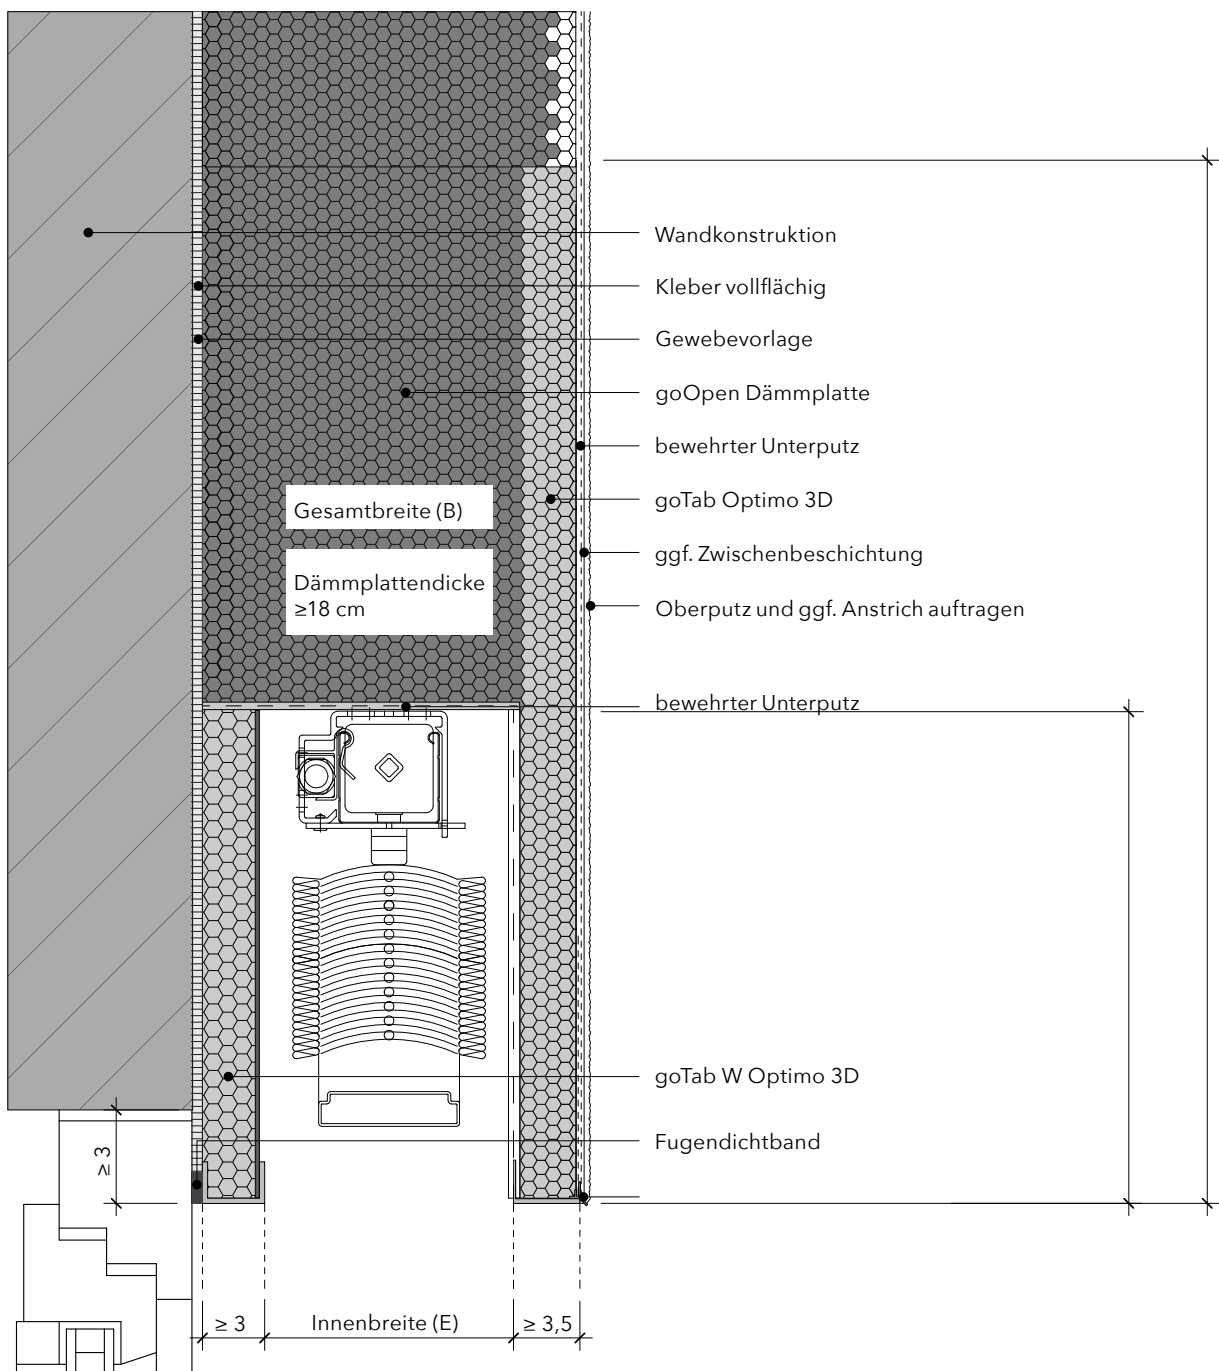 Wandkonstruktion
Kleber vollflächig
Gewebevorlage
goOpen Dämmplatte
bewehrter Unterputz
goTab Optimo 3D
Gesamtbreite (B)
ggf. Zwischenbeschichtung
Dämmplattendicke
≥18 cm
Oberputz und ggf. Anstrich auftragen
bewehrter Unterputz
goTab W Optimo 3D
Fugendichtband
≥ 3
≥ 3
Innenbreite (E)
≥ 3,5